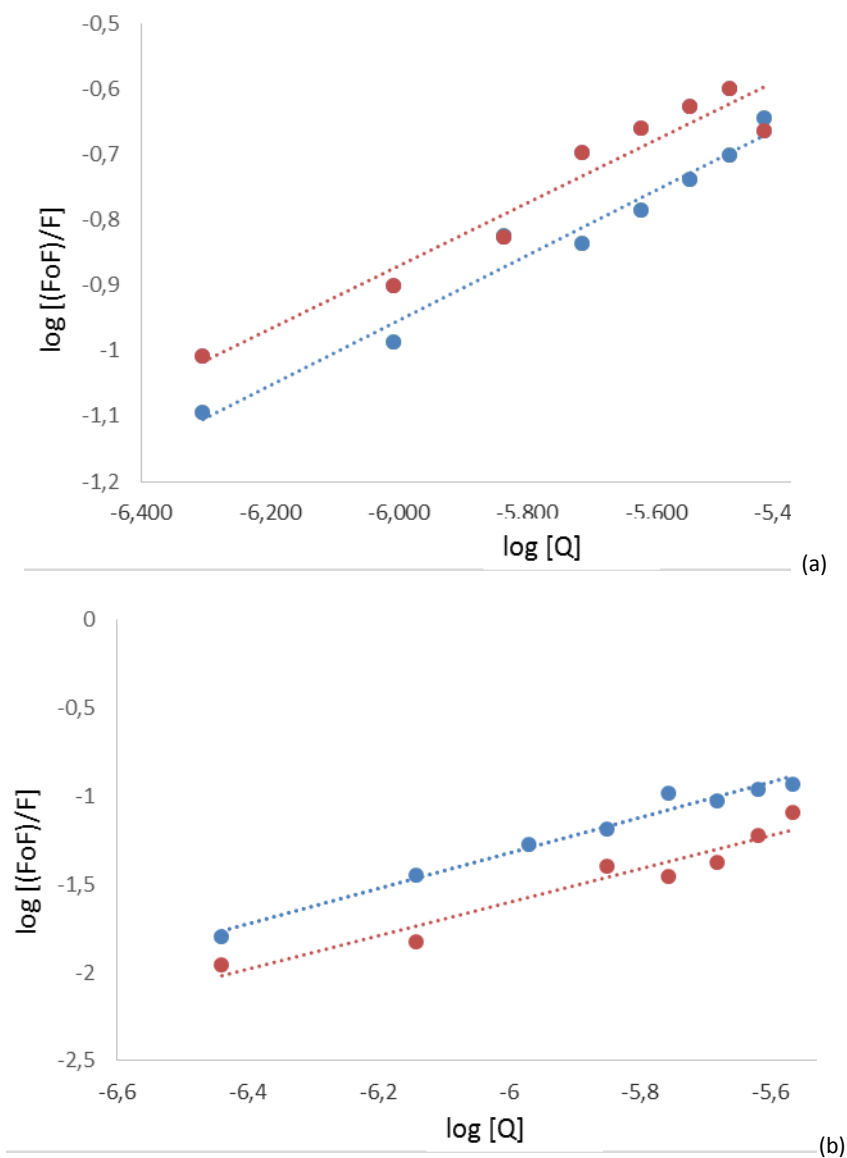 -0,5
-0,6
-0,7
-0,8
-0,9
-1
-1,1
-1,2
log [(FoF)/F]
-6,400 -6,200 -6,000 -5.800 -5.600 -5,4
log [Q]
(a)
0
-0,5
-1
-1,5
-2
-2,5
log [(FoF)/F]
-6,6 -6,4 -6,2 -6 -5,8 -5,6
log [Q]
(b)